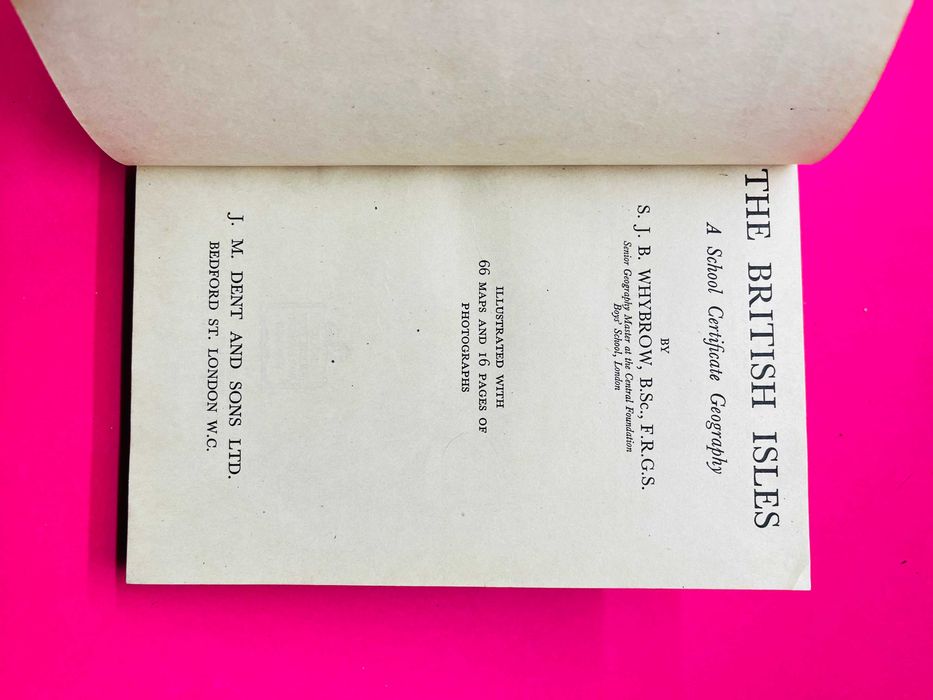 THE BRITISH ISLES
A School Certificate Geography
BY
S. J. B. WHYBROW, B.Sc., F.R.G.S.
Senior Geography Master at the Central Foundation
Boys' School, London
ILLUSTRATED WITH
66 MAPS AND 16 PAGES OF
PHOTOGRAPHS
J. M. DENT AND SONS LTD.
BEDFORD ST. LONDON W.C.